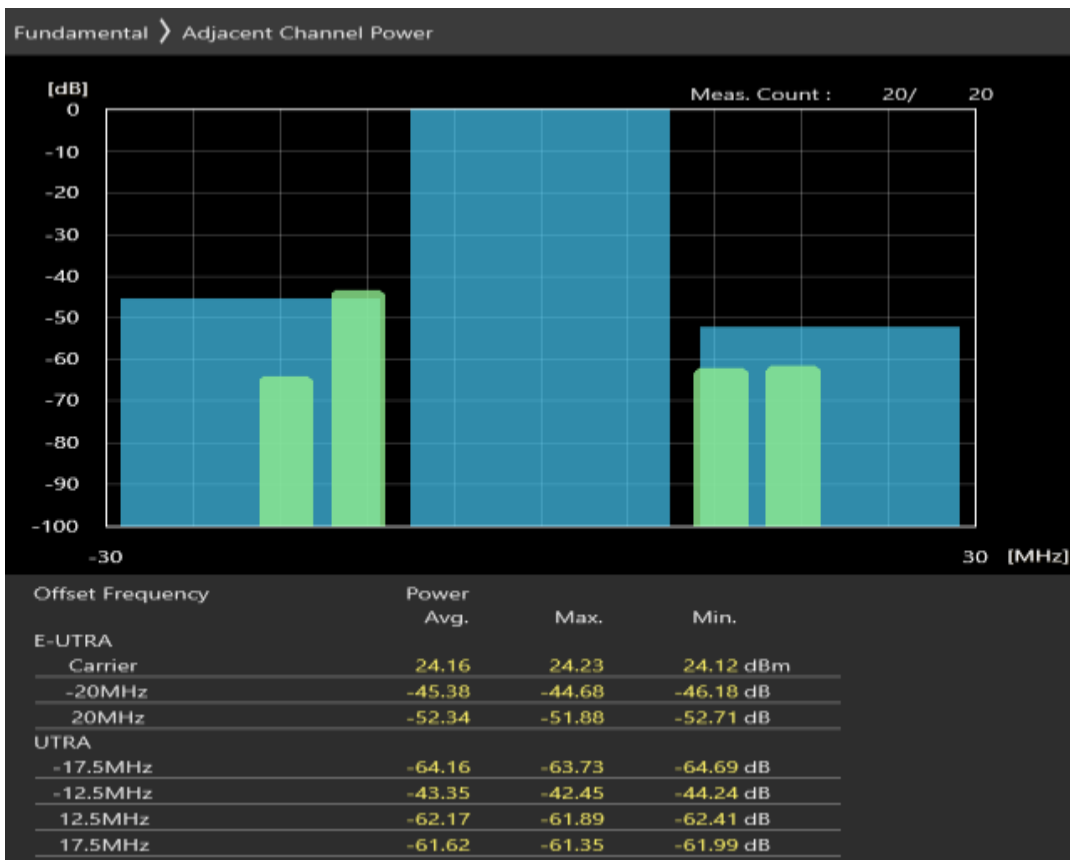 Fundamental 〉 Adjacent Channel Power
[dB]
Meas. Count : 20/ 20
0
-10
-20
-30
-40
-50
-60
-70
-80
-90
-100
-30 30 [MHz]
Offset Frequency Power
Avg. Max. Min.
E-UTRA
Carrier 24.16 24.23 24.12 dBm
-20MHz -45.38 -44.68 -46.18 dB
20MHz -52.34 -51.88 -52.71 dB
UTRA
-17.5MHz -64.16 -63.73 -64.69 dB
-12.5MHz -43.35 -42.45 -44.24 dB
12.5MHz -62.17 -61.89 -62.41 dB
17.5MHz -61.62 -61.35 -61.99 dB